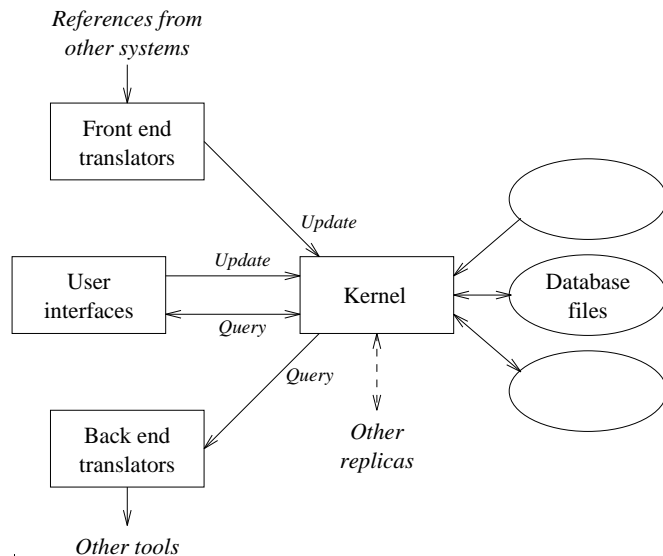 References from
other systems
Front end
translators
Update
User
interfaces
Update
Query
Kernel
Database
files
Query
Other
replicas
Back end
translators
Other tools